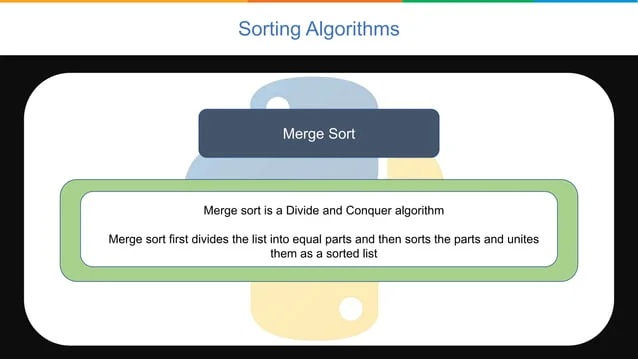 Sorting Algorithms
Merge Sort
Merge sort is a Divide and Conquer algorithm
Merge sort first divides the list into equal parts and then sorts the parts and unites
them as a sorted list